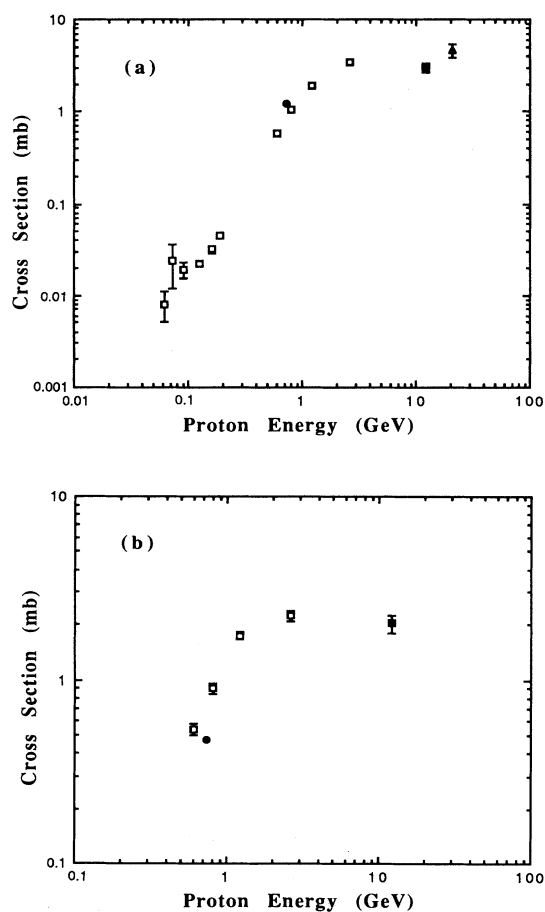 10
(a)
1
0.1
0.01
0.001
Cross Section (mb)
0.01 0.1 1 10 100
Proton Energy (GeV)
10
(b)
1
0.1
Cross Section (mb)
0.1 1 10 100
Proton Energy (GeV)